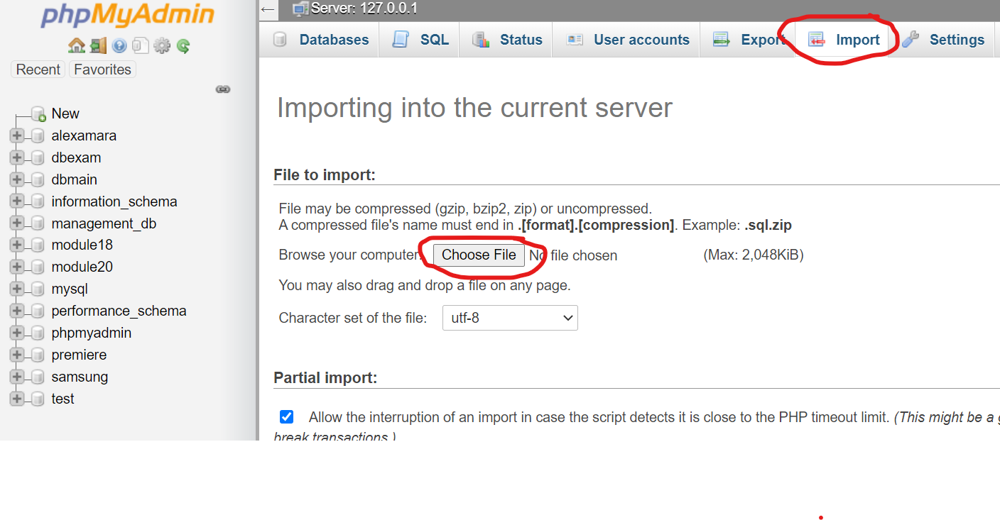 phpMyAdmin
Recent Favorites
New
alexamara
dbexam
dbmain
information_schema
management_db
module18
module20
mysql
performance_schema
phpmyadmin
premiere
samsung
test
← Server: 127.0.0.1
Databases SQL Status User accounts Export Import Settings
Importing into the current server
File to import:
File may be compressed (gzip, bzip2, zip) or uncompressed.
A compressed file's name must end in .[format].[compression]. Example: .sql.zip
Browse your computer: Choose File No file chosen (Max: 2,048KiB)
You may also drag and drop a file on any page.
Character set of the file: utf-8
Partial import:
Allow the interruption of an import in case the script detects it is close to the PHP timeout limit. (This might be a
break transactions.)